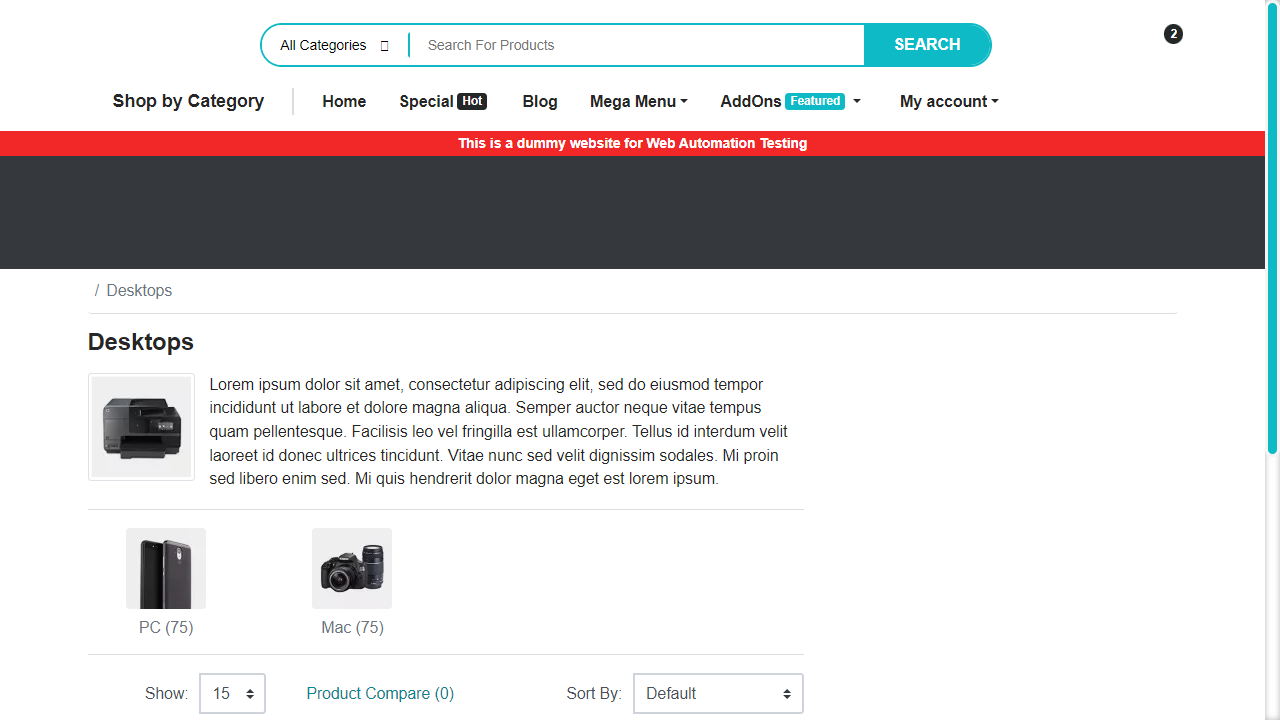 All Categories
Search For Products
SEARCH
2
Shop by Category
Home
Special Hot
Blog
Mega Menu
AddOns Featured
My account
This is a dummy website for Web Automation Testing
/ Desktops
Desktops
Lorem ipsum dolor sit amet, consectetur adipiscing elit, sed do eiusmod tempor
incididunt ut labore et dolore magna aliqua. Semper auctor neque vitae tempus
quam pellentesque. Facilisis leo vel fringilla est ullamcorper. Tellus id interdum velit
laoreet id donec ultrices tincidunt. Vitae nunc sed velit dignissim sodales. Mi proin
sed libero enim sed. Mi quis hendrerit dolor magna eget est lorem ipsum.
PC (75)
Mac (75)
Show: 15
Product Compare (0)
Sort By: Default